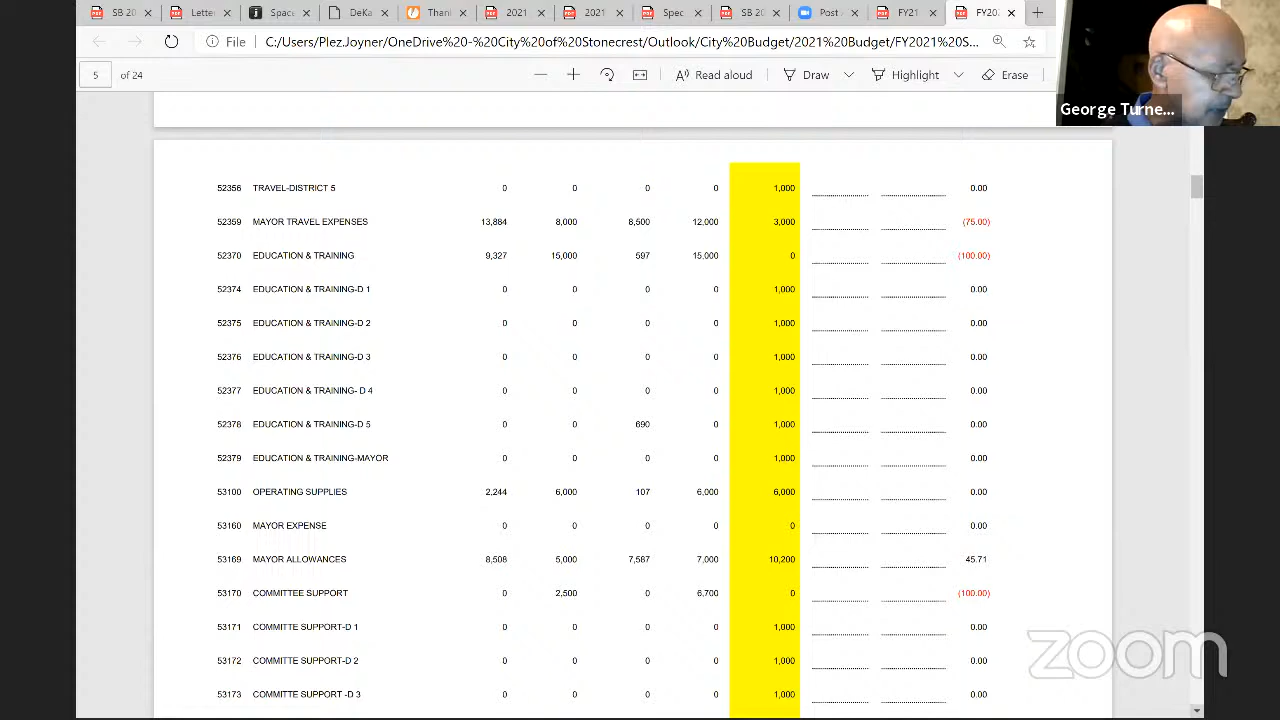 SB 20
Letter
Space
Thri
202
2021
Spec
SB 20
Post
FY21
FY20.
File C:/Users/Plez.Joyner/OneDrive%20-%20City%20of%20Stonecrest/Outlook/City%20Budget/2021%20Budget/FY2021%20S...
5 of 24 Read aloud Draw Highlight Erase
George Turne...
52356 TRAVEL-DISTRICT 5 0 0 0 0 1,000 0.00
52359 MAYOR TRAVEL EXPENSES 13,884 8,000 8,500 12,000 3,000 (75.00)
52370 EDUCATION & TRAINING 9,327 15,000 597 15,000 0 (100.00)
52374 EDUCATION & TRAINING-D 1 0 0 0 0 1,000 0.00
52375 EDUCATION & TRAINING-D 2 0 0 0 0 1,000 0.00
52376 EDUCATION & TRAINING-D 3 0 0 0 0 1,000 0.00
52377 EDUCATION & TRAINING- D 4 0 0 0 0 1,000 0.00
52378 EDUCATION & TRAINING-D 5 0 0 690 0 1,000 0.00
52379 EDUCATION & TRAINING-MAYOR 0 0 0 0 1,000 0.00
53100 OPERATING SUPPLIES 2,244 6,000 107 6,000 6,000 0.00
53160 MAYOR EXPENSE 0 0 0 0 0 0.00
53169 MAYOR ALLOWANCES 8,508 5,000 7,587 7,000 10,200 45.71
53170 COMMITTEE SUPPORT 0 2,500 0 6,700 0 (100.00)
53171 COMMITTE SUPPORT-D 1 0 0 0 0 1,000 0.00
53172 COMMITTE SUPPORT-D 2 0 0 0 0 1,000 0.00
53173 COMMITTE SUPPORT -D 3 0 0 0 0 1,000 0.00
zoom